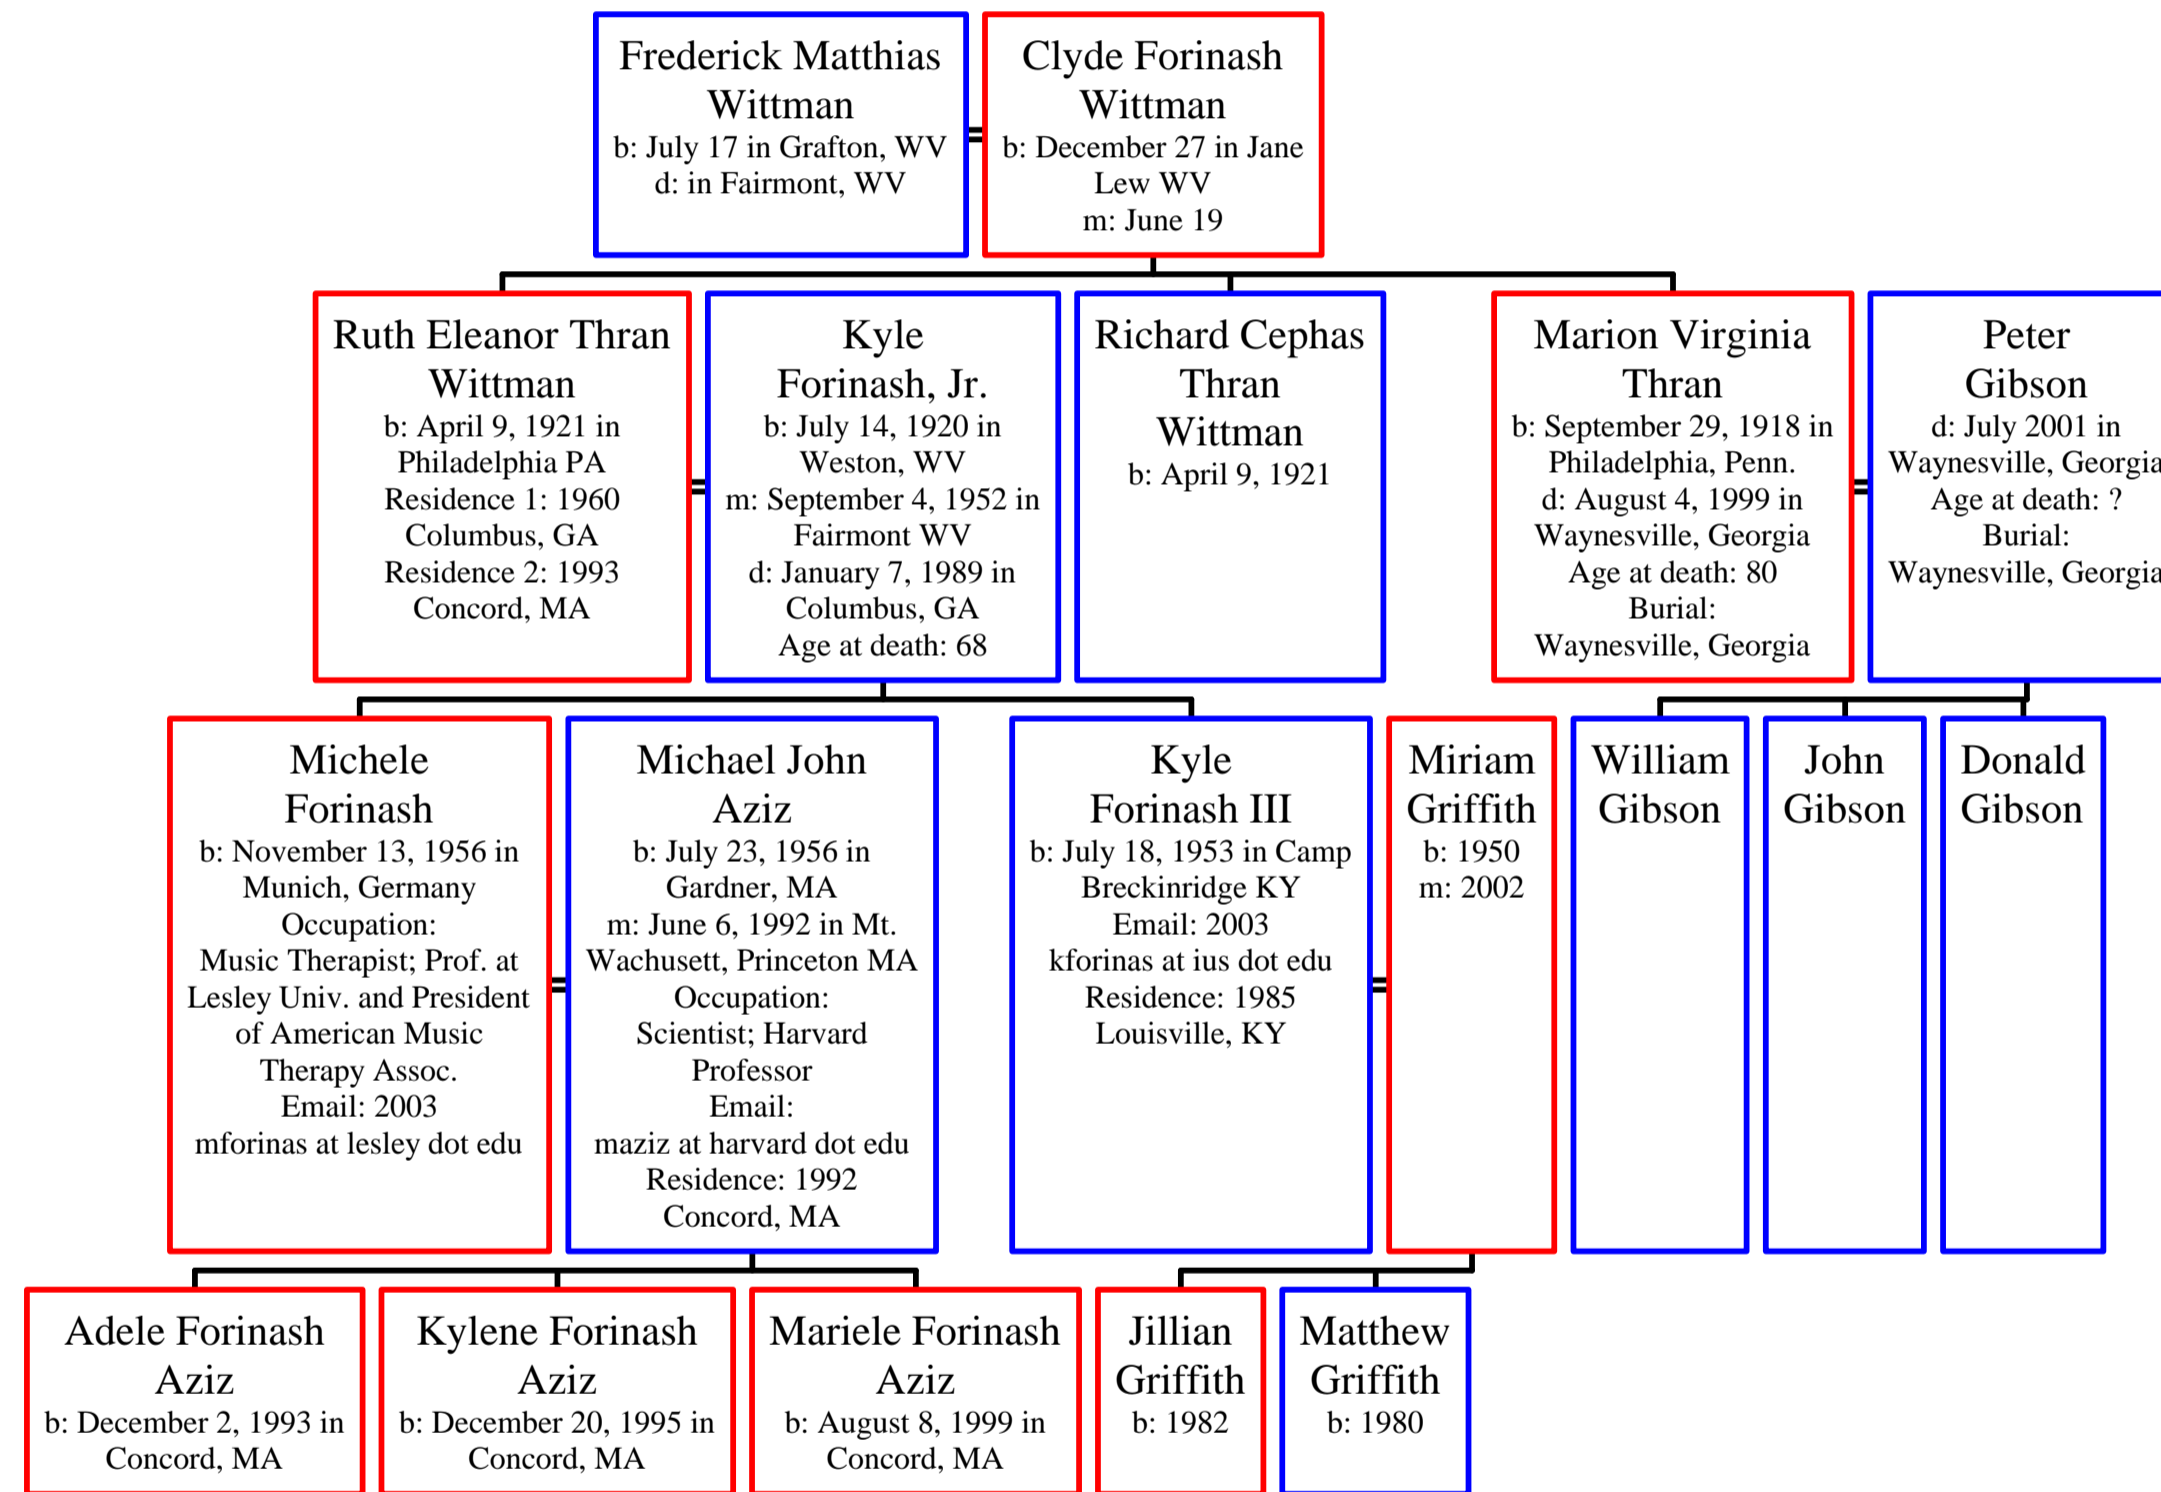 Frederick Matthias
Wittman
b: July 17 in Grafton, WV
d: in Fairmont, WV
Clyde Forinash
Wittman
b: December 27 in Jane
Lew WV
m: June 19
Ruth Eleanor Thran
Wittman
b: April 9, 1921 in
Philadelphia PA
Residence 1: 1960
Columbus, GA
Residence 2: 1993
Concord, MA
Kyle
Forinash, Jr.
b: July 14, 1920 in
Weston, WV
m: September 4, 1952 in
Fairmont WV
d: January 7, 1989 in
Columbus, GA
Age at death: 68
Richard Cephas
Thran
Wittman
b: April 9, 1921
Marion Virginia
Thran
b: September 29, 1918 in
Philadelphia, Penn.
d: August 4, 1999 in
Waynesville, Georgia
Age at death: 80
Burial:
Waynesville, Georgia
Peter
Gibson
d: July 2001 in
Waynesville, Georgia
Age at death: ?
Burial:
Waynesville, Georgia
Michele
Forinash
b: November 13, 1956 in
Munich, Germany
Occupation:
Music Therapist; Prof. at
Lesley Univ. and President
of American Music
Therapy Assoc.
Email: 2003
mforinas at lesley dot edu
Michael John
Aziz
b: July 23, 1956 in
Gardner, MA
m: June 6, 1992 in Mt.
Wachusett, Princeton MA
Occupation:
Scientist; Harvard
Professor
Email:
maziz at harvard dot edu
Residence: 1992
Concord, MA
Kyle
Forinash III
b: July 18, 1953 in Camp
Breckinridge KY
Email: 2003
kforinas at ius dot edu
Residence: 1985
Louisville, KY
Miriam
Griffith
b: 1950
m: 2002
William
Gibson
John
Gibson
Donald
Gibson
Adele Forinash
Aziz
b: December 2, 1993 in
Concord, MA
Kylene Forinash
Aziz
b: December 20, 1995 in
Concord, MA
Mariele Forinash
Aziz
b: August 8, 1999 in
Concord, MA
Jillian
Griffith
b: 1982
Matthew
Griffith
b: 1980